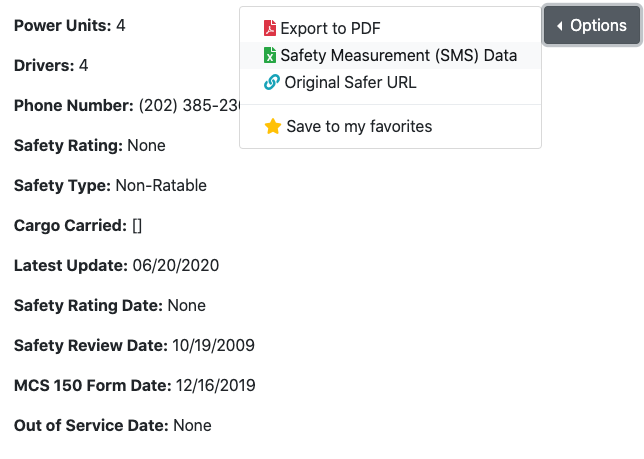 Power Units: 4
Drivers: 4
Phone Number: (202) 385-23
Safety Rating: None
Safety Type: Non-Ratable
Cargo Carried: []
Latest Update: 06/20/2020
Safety Rating Date: None
Safety Review Date: 10/19/2009
MCS 150 Form Date: 12/16/2019
Out of Service Date: None
Options
Export to PDF
Safety Measurement (SMS) Data
Original Safer URL
Save to my favorites